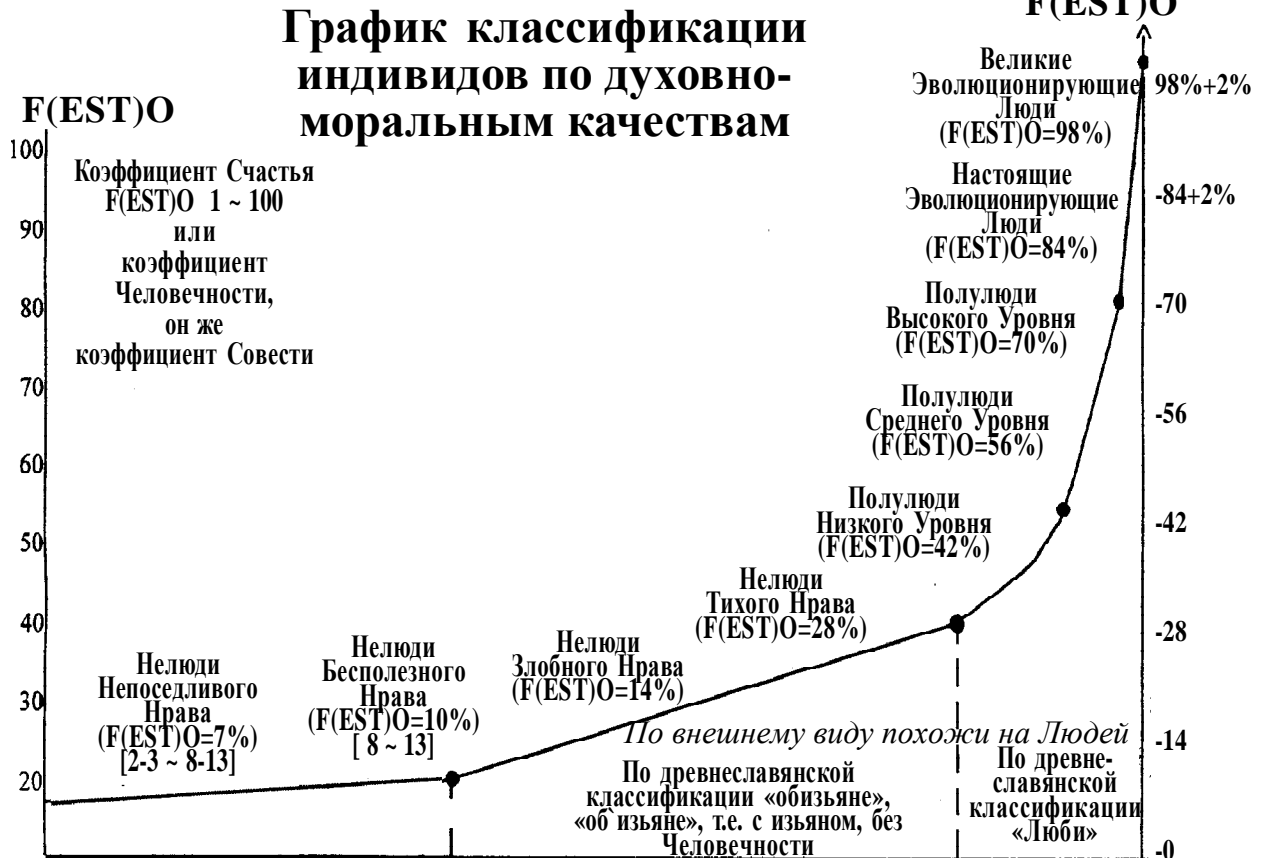 График классификации
индивидов по духовно-
моральным качествам
F(EST)O
100
90
80
70
60
50
40
30
20
Коэффициент Счастья
F(EST)O 1 ~ 100
или
коэффициент
Человечности,
он же
коэффициент Совести
Нелюди
Непоседливого
Нрава
(F(EST)O=7%)
[2-3 ~ 8-13]
Нелюди
Бесполезного
Нрава
(F(EST)O=10%)
[ 8 ~ 13]
Нелюди
Злобного Нрава
(F(EST)O=14%)
Нелюди
Тихого Нрава
(F(EST)O=28%)
Полулюди
Низкого Уровня
(F(EST)O=42%)
Полулюди
Среднего Уровня
(F(EST)O=56%)
Полулюди
Высокого Уровня
(F(EST)O=70%)
Настоящие
Эволюционирующие
Люди
(F(EST)O=84%)
Великие
Эволюционирующие
Люди
(F(EST)O=98%)
F(EST)O
98%+2%
-84+2%
-70
-56
-42
-28
-14
-0
По внешнему виду похожи на Людей
По древнеславянской
классификации «обизьяне»,
«об`изьяне», т.е. с изьяном, без
Человечности
По древне-
славянской
классификации
«Люби»